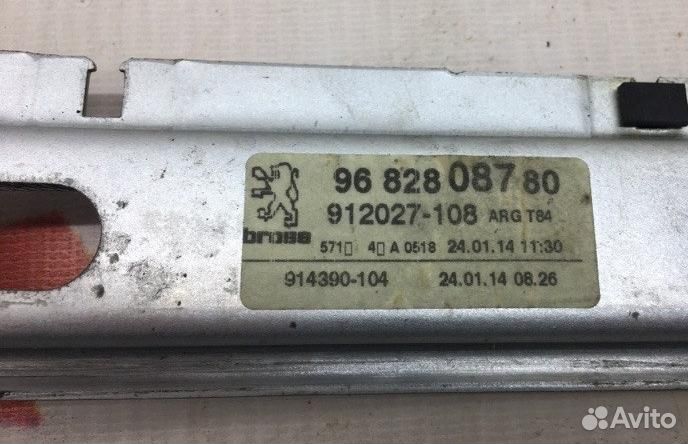 96 828 087 80
912027-108 ARG T84
brose
571▯ 4▯ A 0518 24.01.14 11:30
914390-104 24.01.14 08.26
Avito